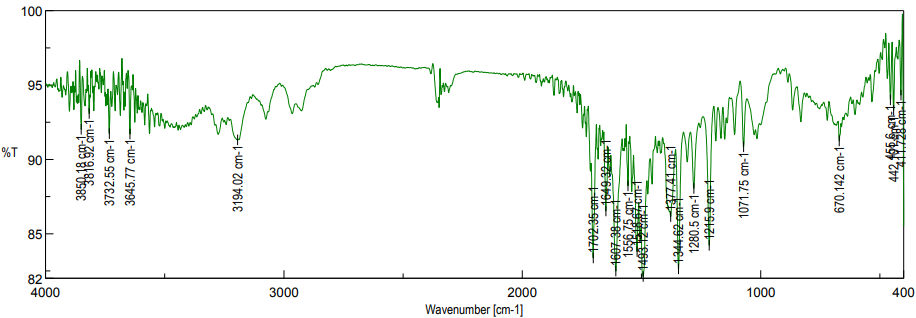 100
95
90
85
82
%T
4000
3000
2000
1000
400
Wavenumber [cm-1]
3850.18 cm-1
3816.92 cm-1
3732.55 cm-1
3645.77 cm-1
3194.02 cm-1
1702.35 cm-1
1649.32 cm-1
1607.38 cm-1
1556.75 cm-1
1493.12 cm-1
1377.41 cm-1
1344.62 cm-1
1280.5 cm-1
1215.9 cm-1
1071.75 cm-1
670.142 cm-1
411.728 cm-1